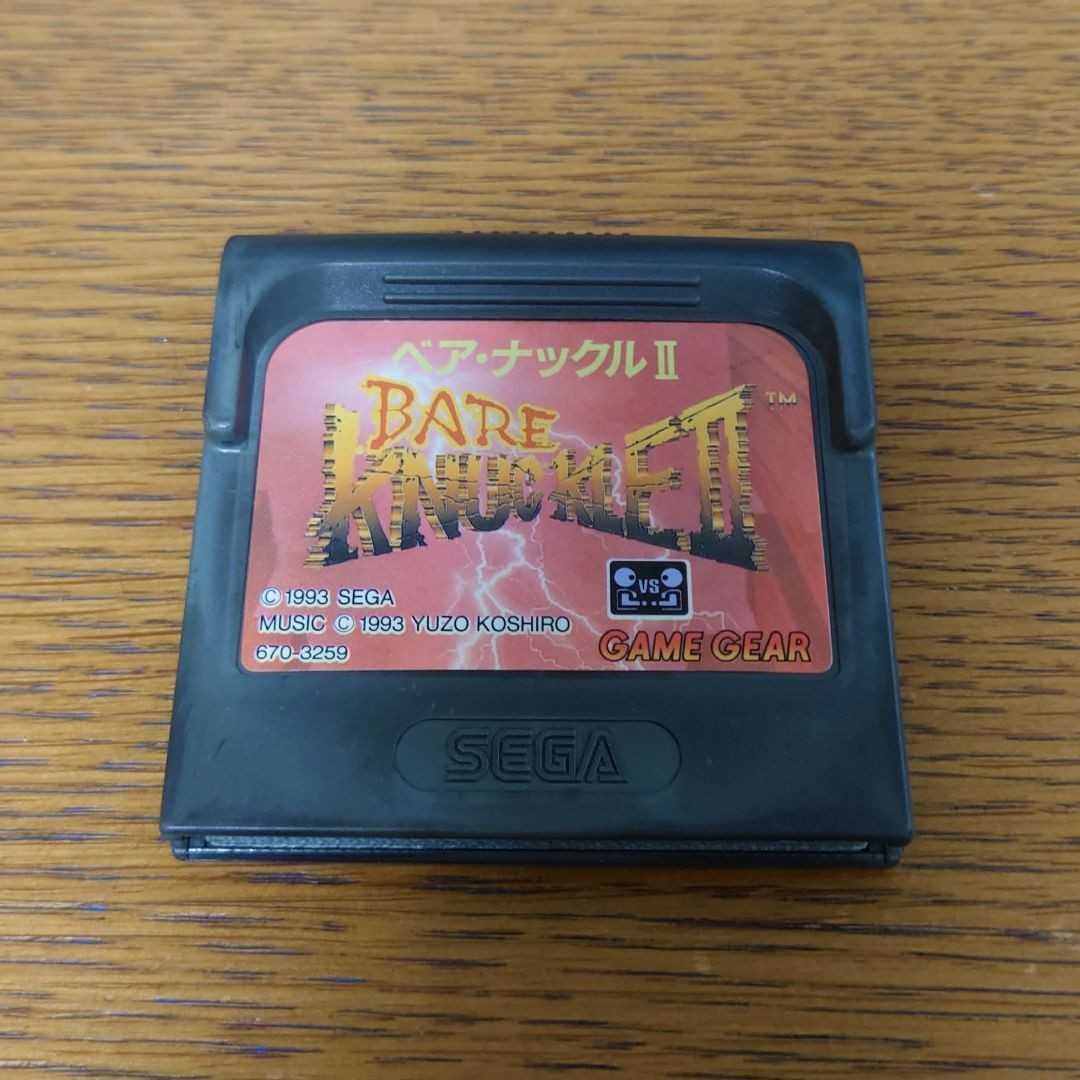 ベア・ナックルⅡ
BARE
KNUCKLE II ™
VS
© 1993 SEGA
MUSIC © 1993 YUZO KOSHIRO
670-3259
GAME GEAR
SEGA